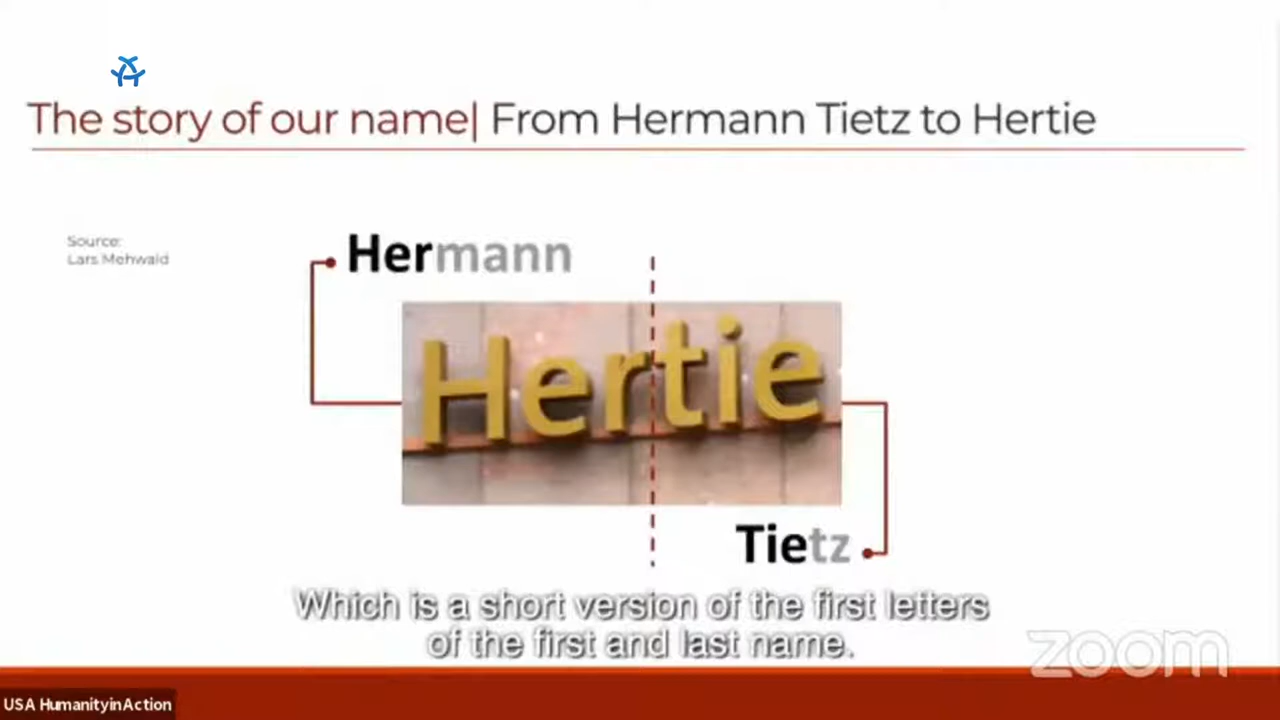 The story of our name| From Hermann Tietz to Hertie
Source:
Lars Mehwald
Hermann
Hertie
Tietz
Which is a short version of the first letters
of the first and last name.
zoom
USA HumanityinAction